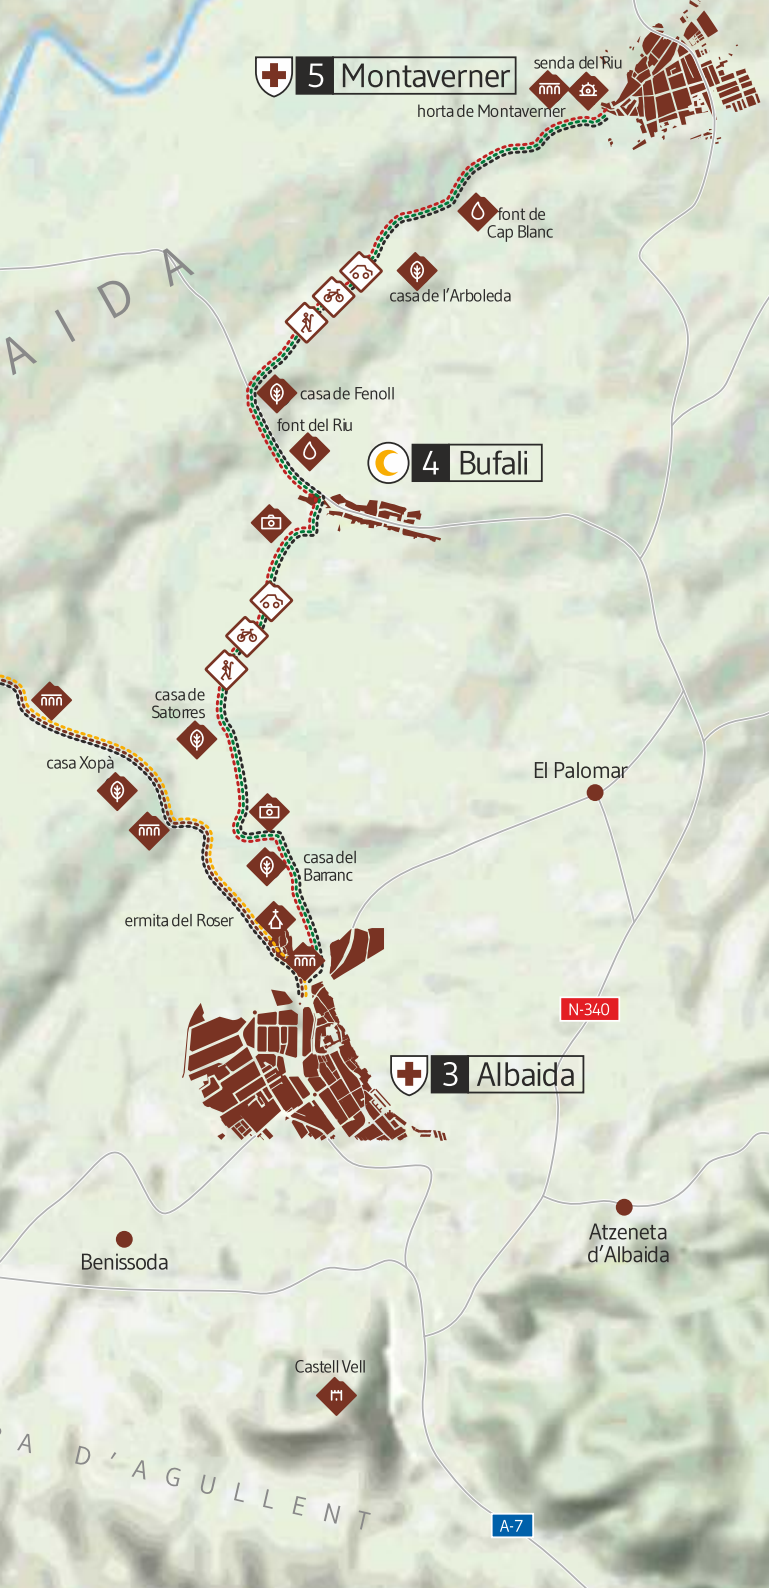 senda del Riu
5 Montaverner
horta de Montaverner
font de
Cap Blanc
AIDA
casa de l'Arboleda
casa de Fenoll
font del Riu
4 Bufali
casa de
Satorres
casa Xopà
El Palomar
casa del
Barranc
ermita del Roser
N-340
3 Albaida
Atzeneta
d'Albaida
Benissoda
Castell Vell
A D'AGULLENT
A-7